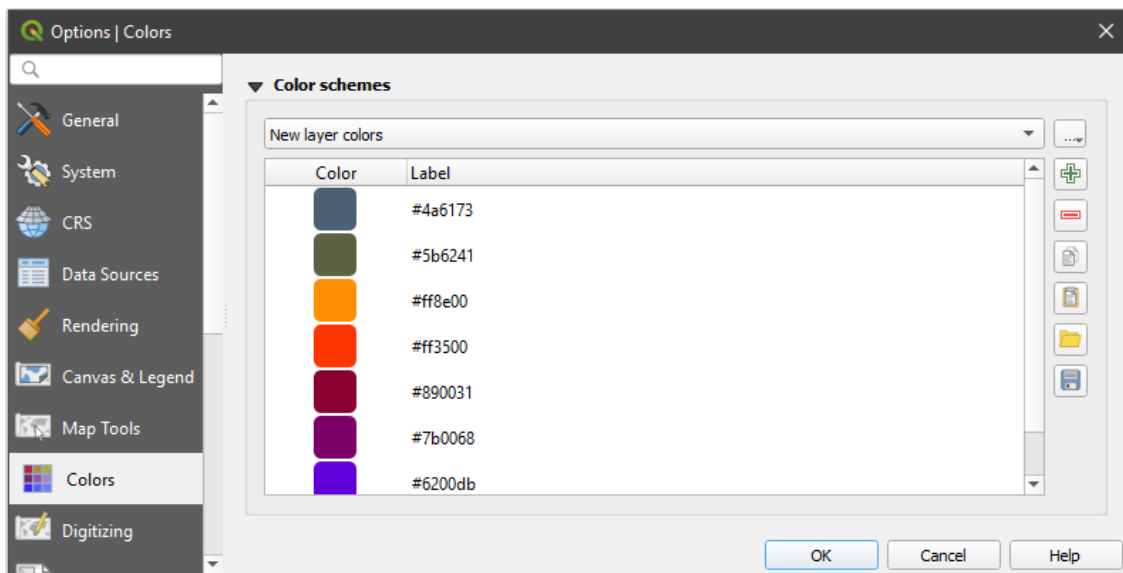 Options | Colors
General
System
CRS
Data Sources
Rendering
Canvas & Legend
Map Tools
Colors
Digitizing
Color schemes
New layer colors
...
Color Label
#4a6173
#5b6241
#ff8e00
#ff3500
#890031
#7b0068
#6200db
OK Cancel Help